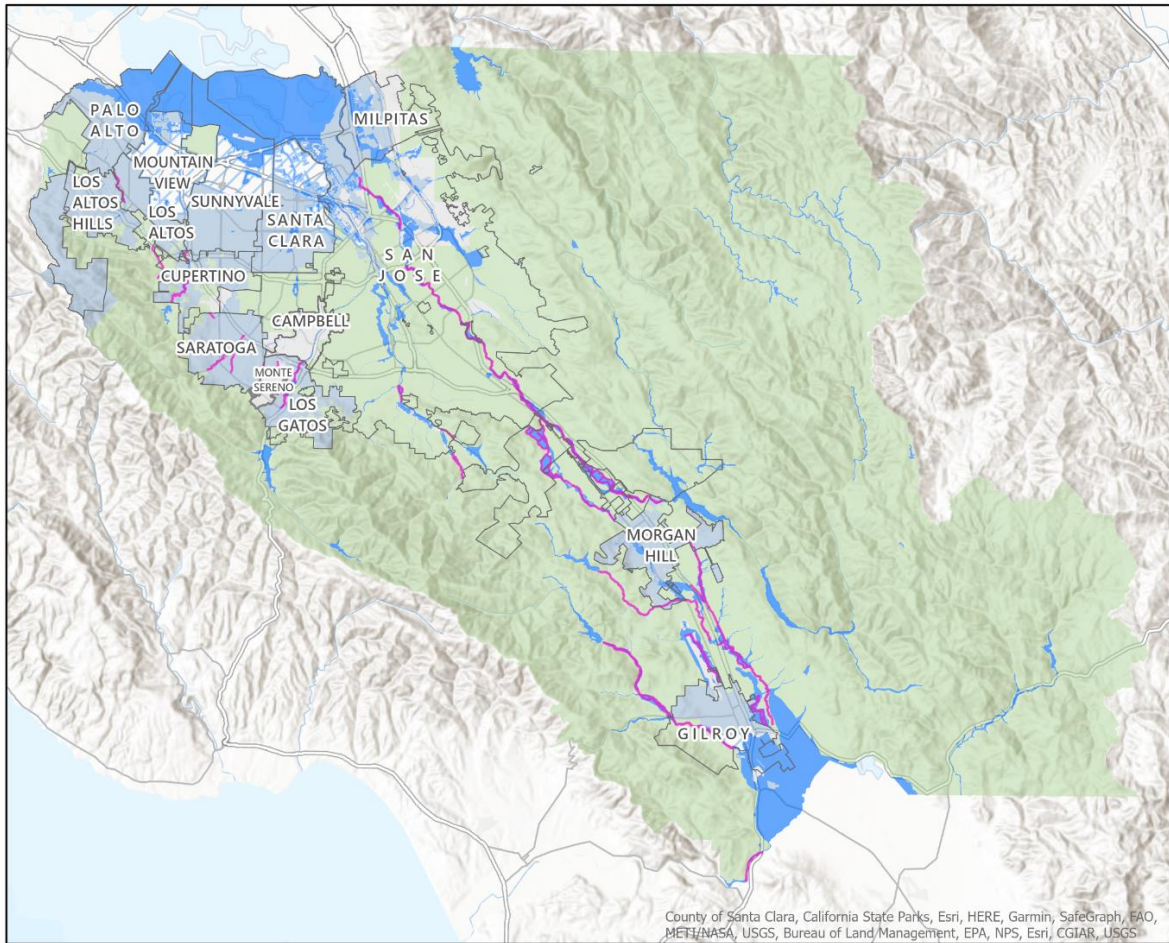 PALO
ALTO
MILPITAS
MOUNTAIN
VIEW
LOS
ALTOS
HILLS
SUNNYVALE
LOS
ALTOS
SANTA
CLARA
SAN
JOSE
CUPERTINO
CAMPBELL
SARATOGA
MONTE
SERENO
LOS
GATOS
MORGAN
HILL
GILROY
County of Santa Clara, California State Parks, Esri, HERE, Garmin, SafeGraph, FAO,
METI/NASA, USGS, Bureau of Land Management, EPA, NPS, Esri, CGIAR, USGS